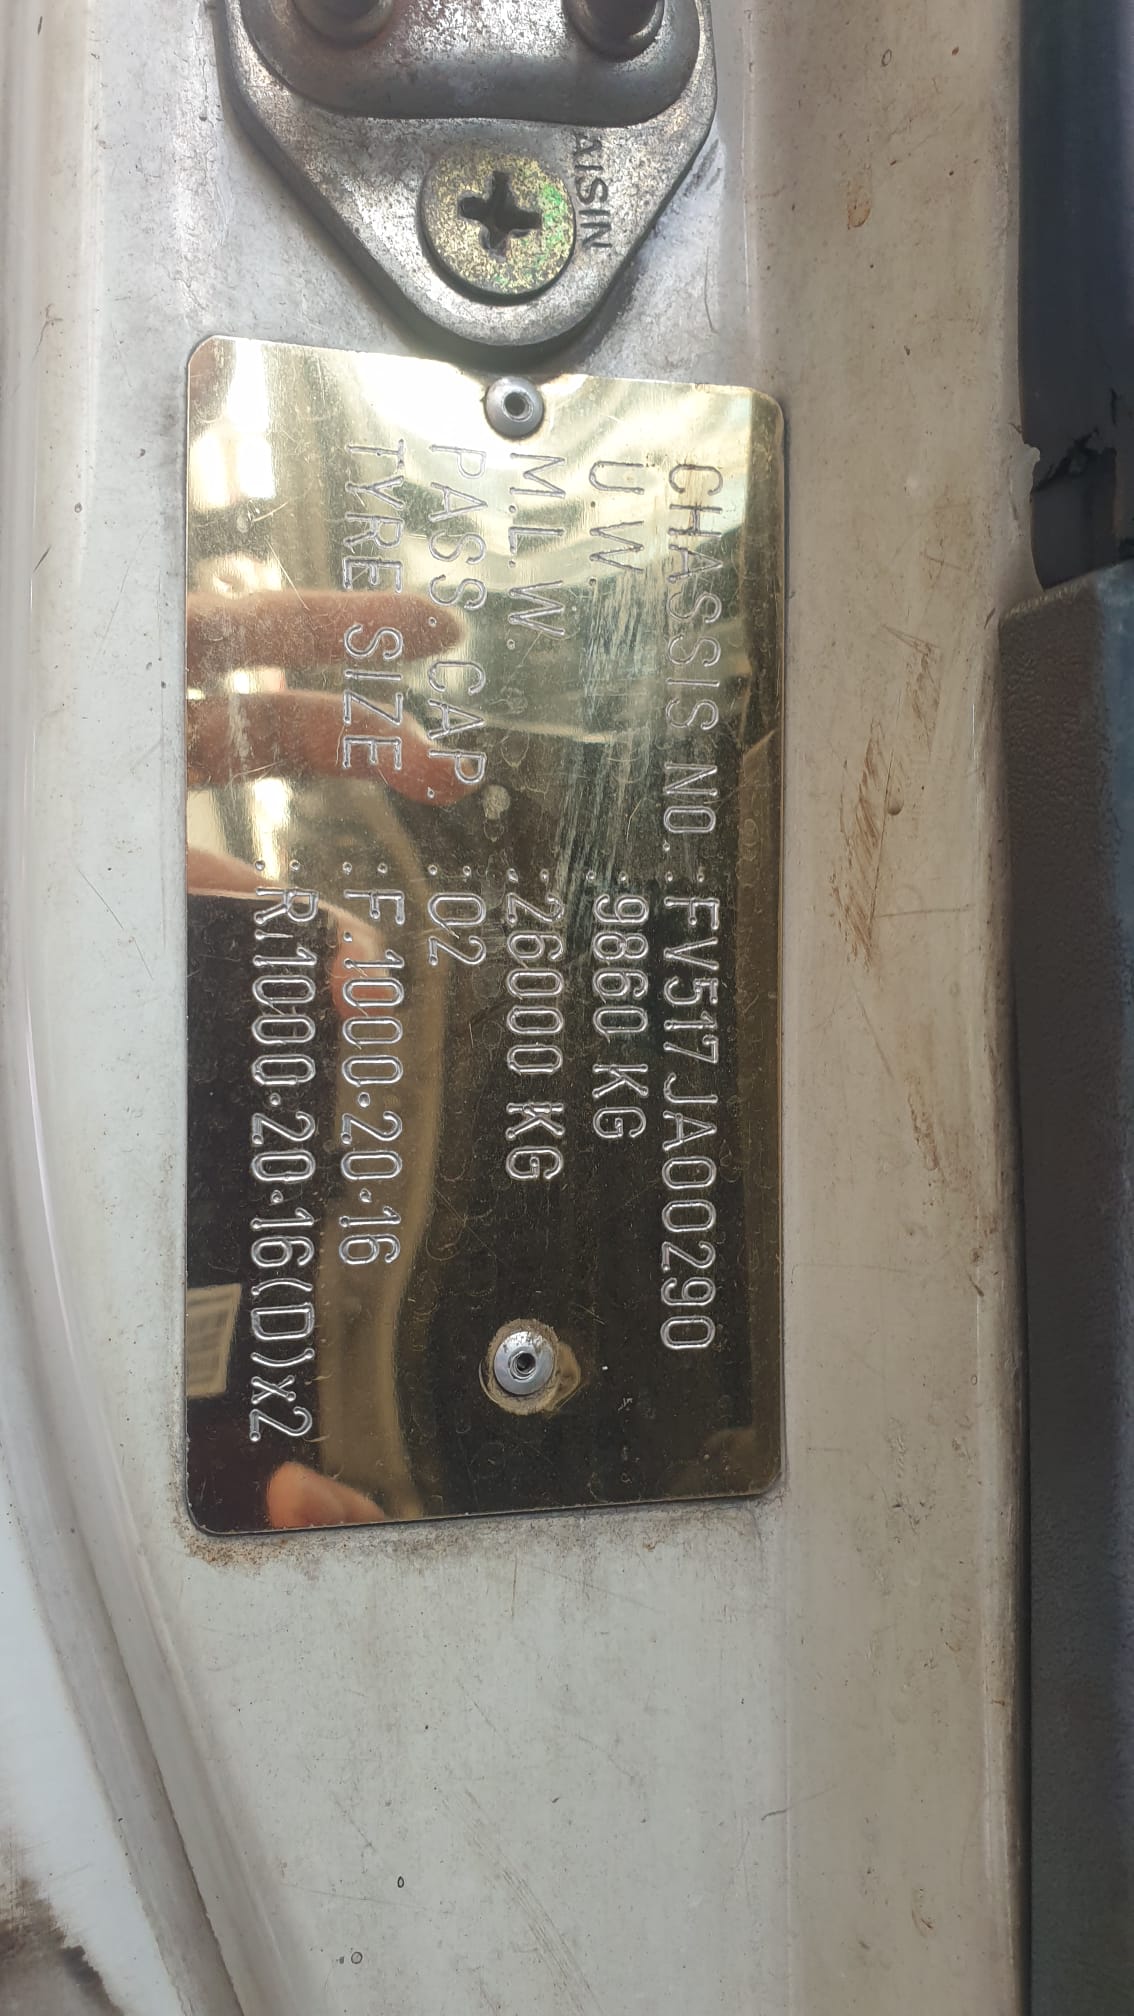 AISIN
CHASSIS NO. : FV517JA00290
U.W. : 9860 KG
M.L.W. : 26000 KG
PASS. CAP. : 02
TYRE SIZE : F.1000.20.16
: R.1000.20.16(D)x2